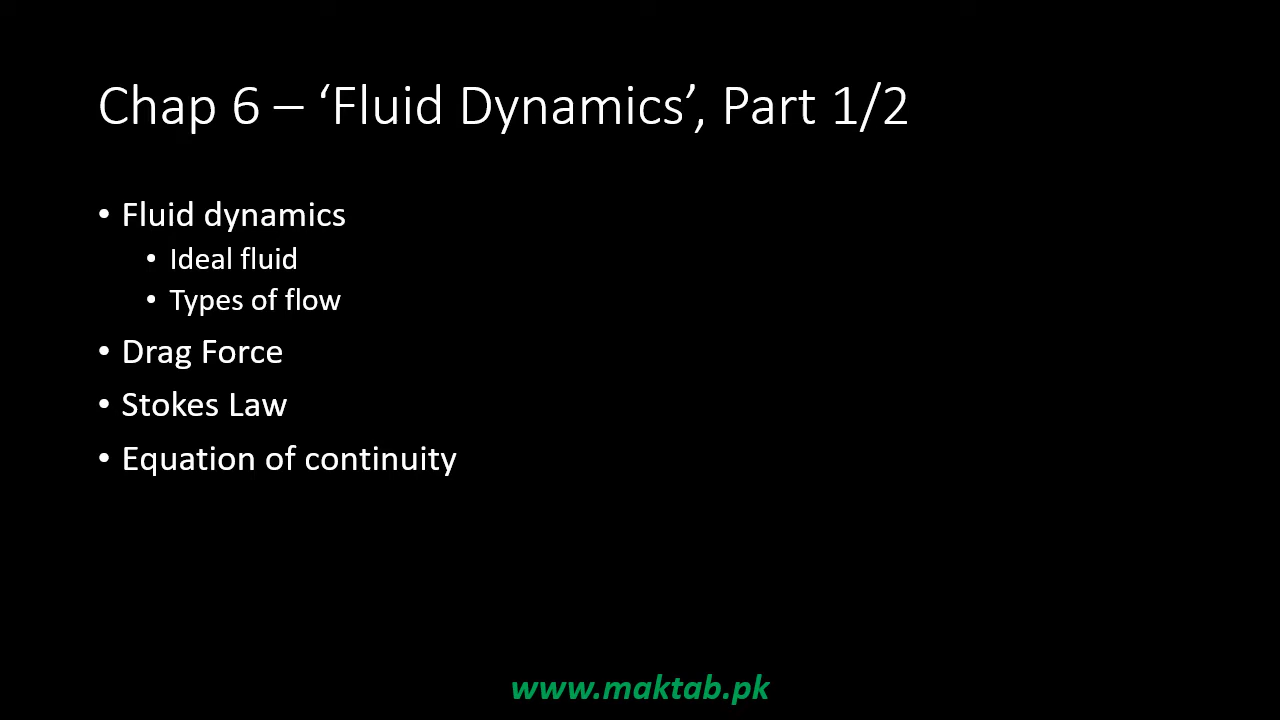 Chap 6 – ‘Fluid Dynamics’, Part 1/2
• Fluid dynamics
• Ideal fluid
• Types of flow
• Drag Force
• Stokes Law
• Equation of continuity
www.maktab.pk